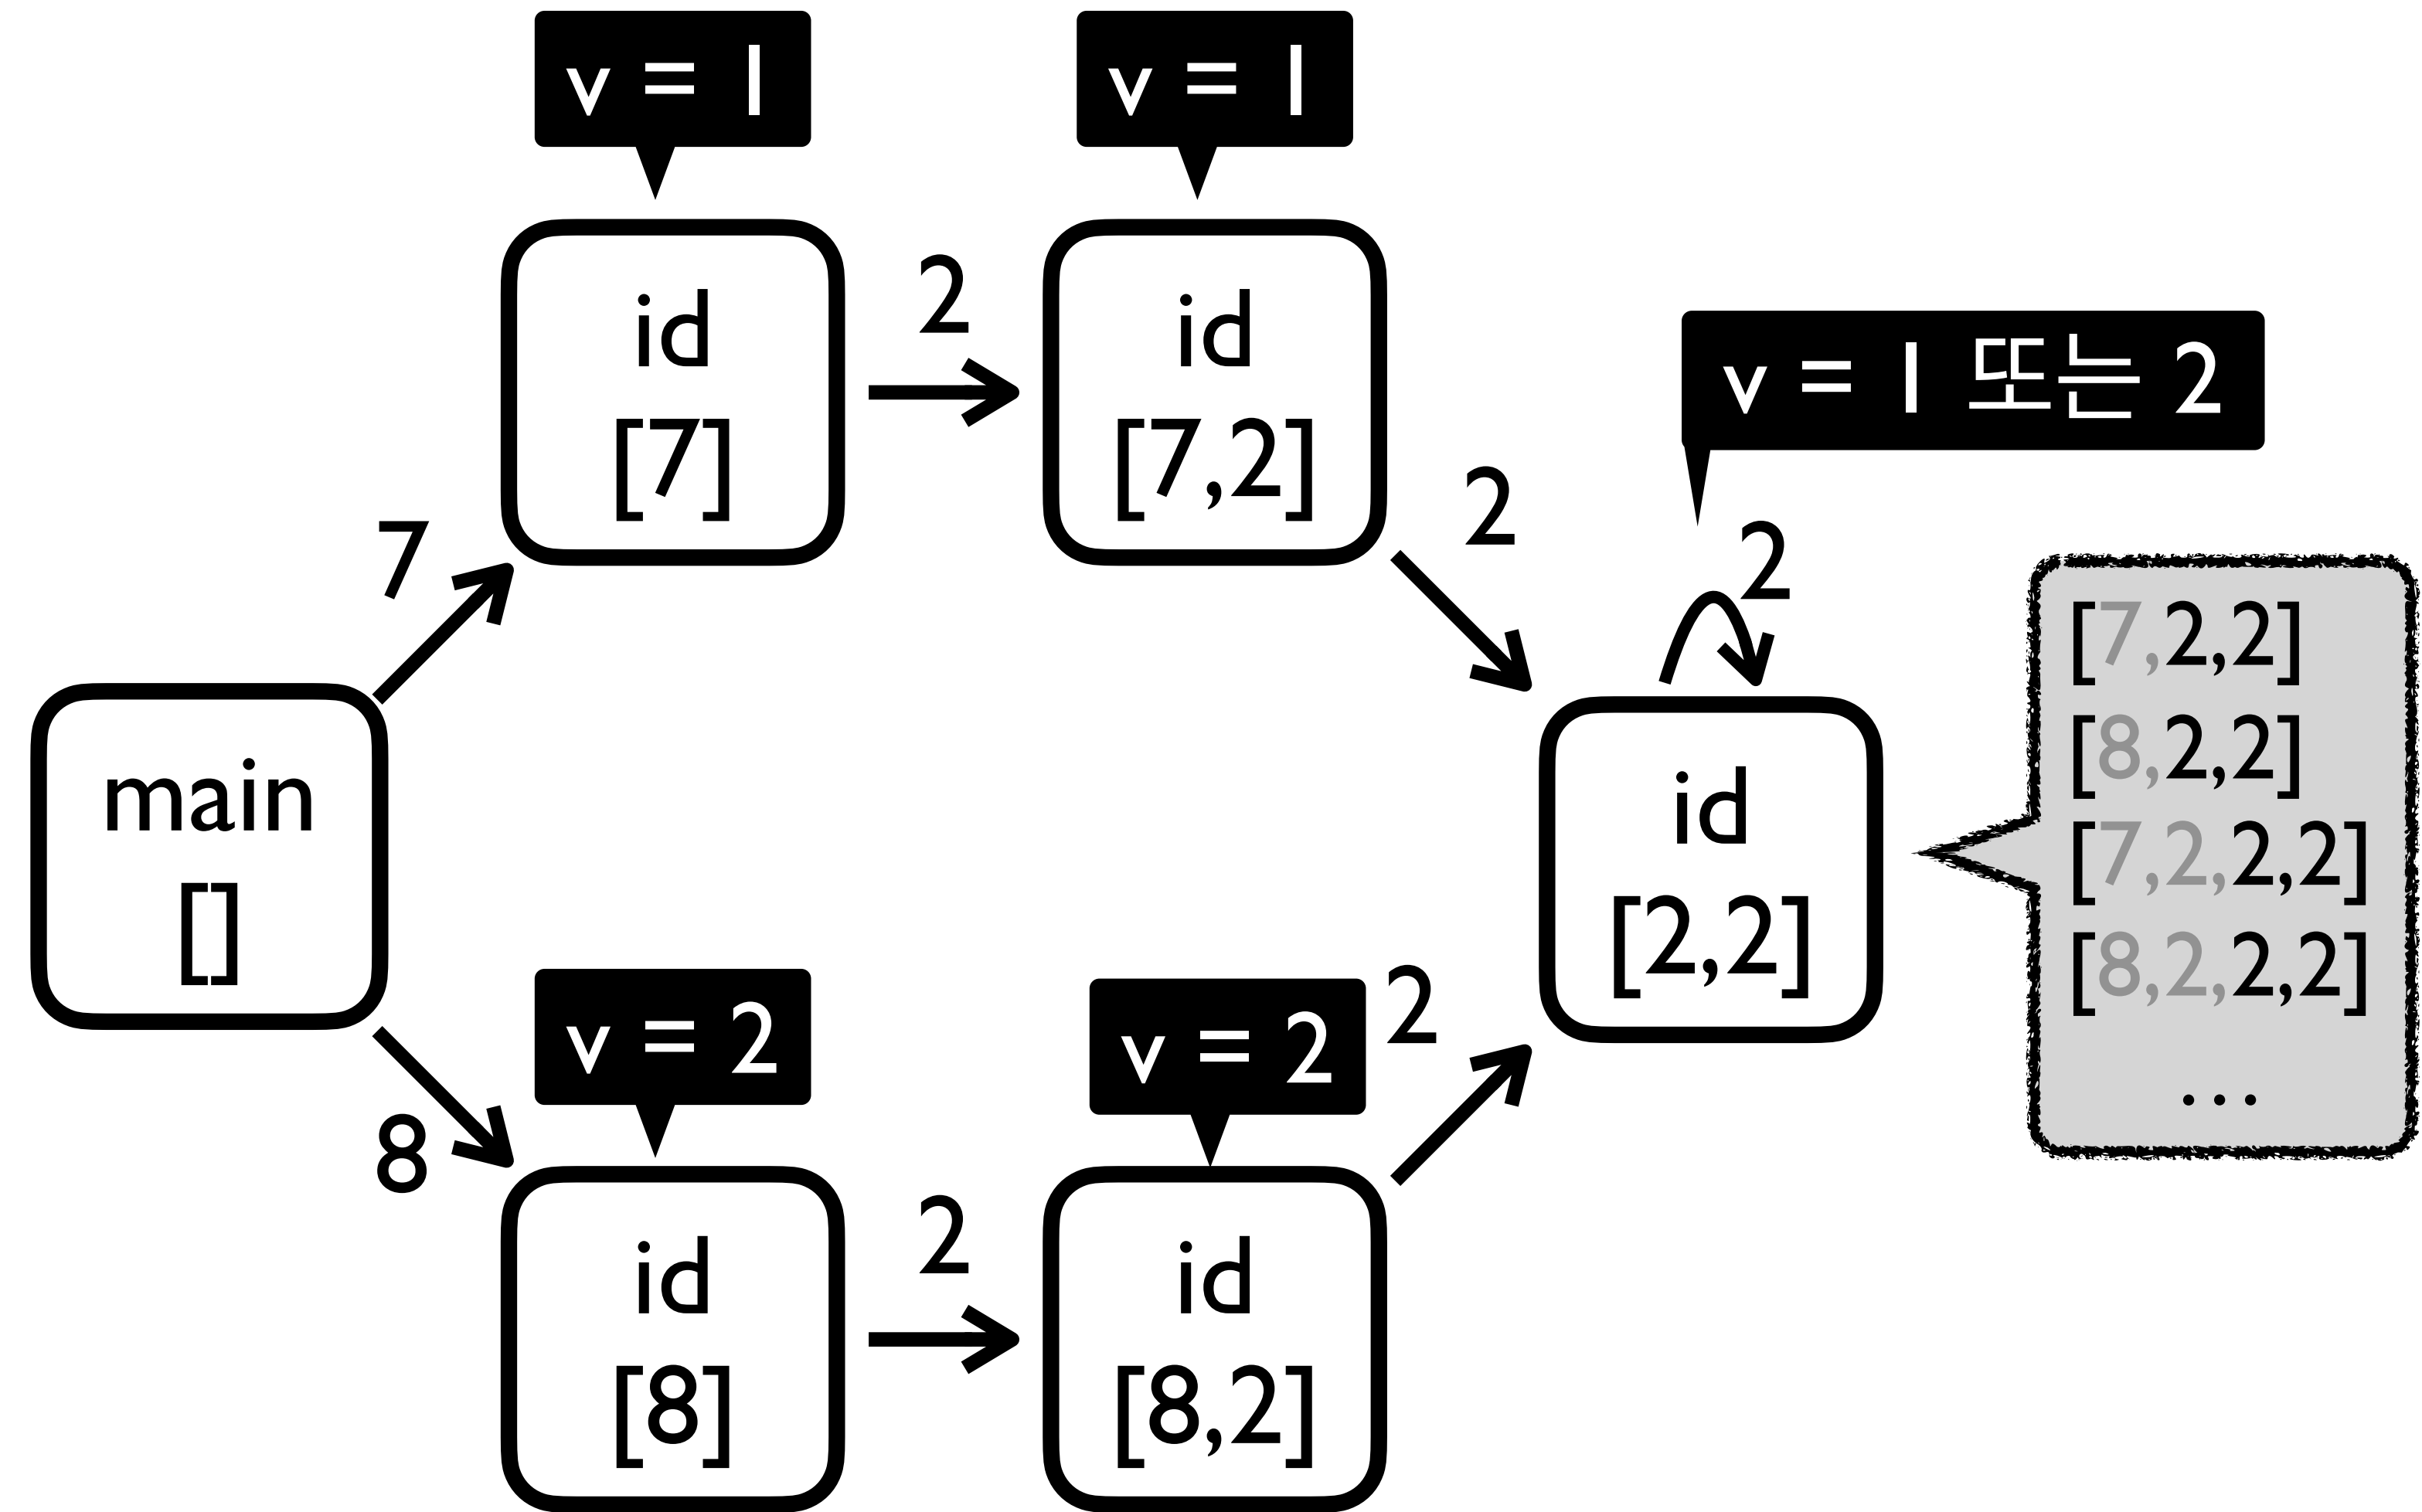 v = 1
v = 1
id
[7]
2
id
[7,2]
v = 1 또는 2
2
2
7
main
[]
id
[2,2]
[7,2,2]
[8,2,2]
[7,2,2,2]
[8,2,2,2]
...
8
v = 2
v = 2
2
id
[8]
2
id
[8,2]